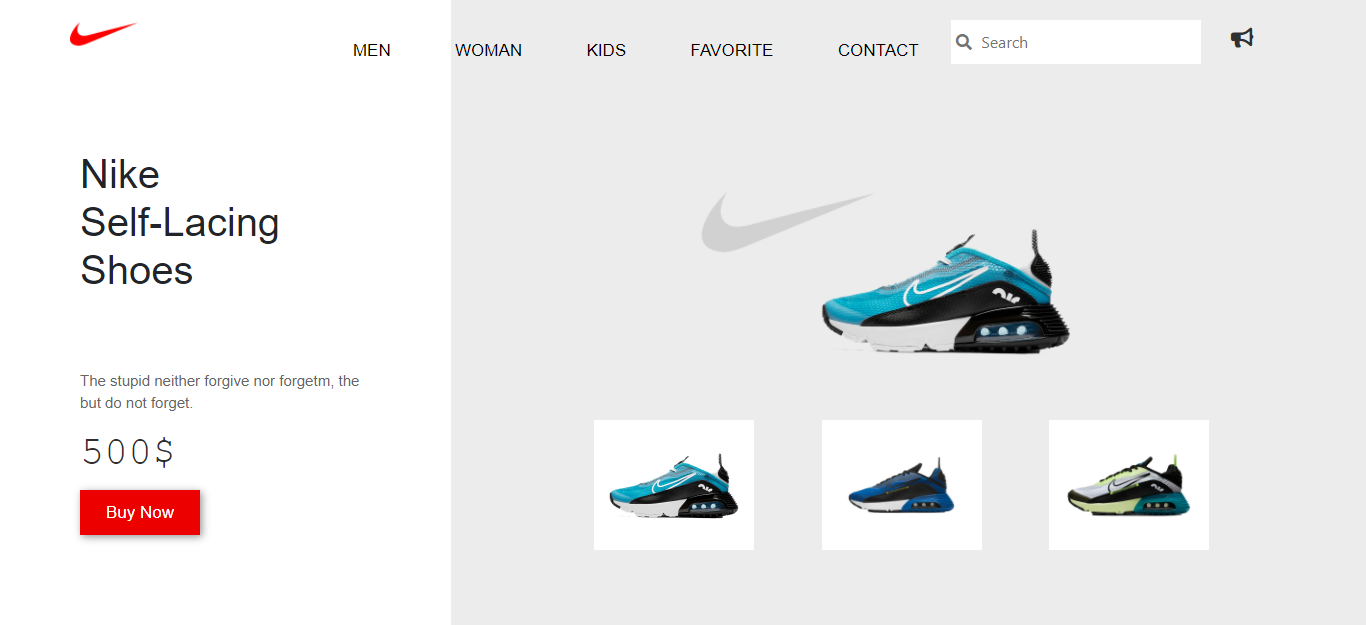 MEN WOMAN KIDS FAVORITE CONTACT Search
Nike
Self-Lacing
Shoes
The stupid neither forgive nor forgetm, the
but do not forget.
500$
Buy Now